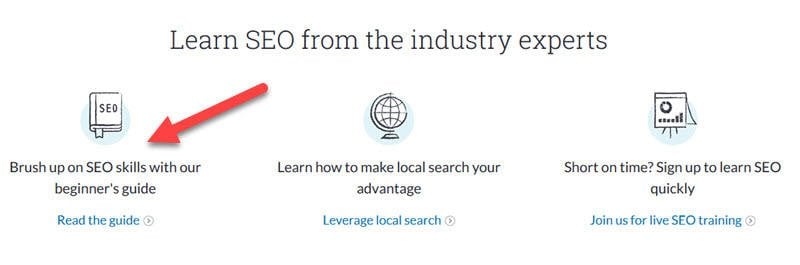 Learn SEO from the industry experts
SEO
Brush up on SEO skills with our
beginner's guide
Read the guide
Learn how to make local search your
advantage
Leverage local search
Short on time? Sign up to learn SEO
quickly
Join us for live SEO training